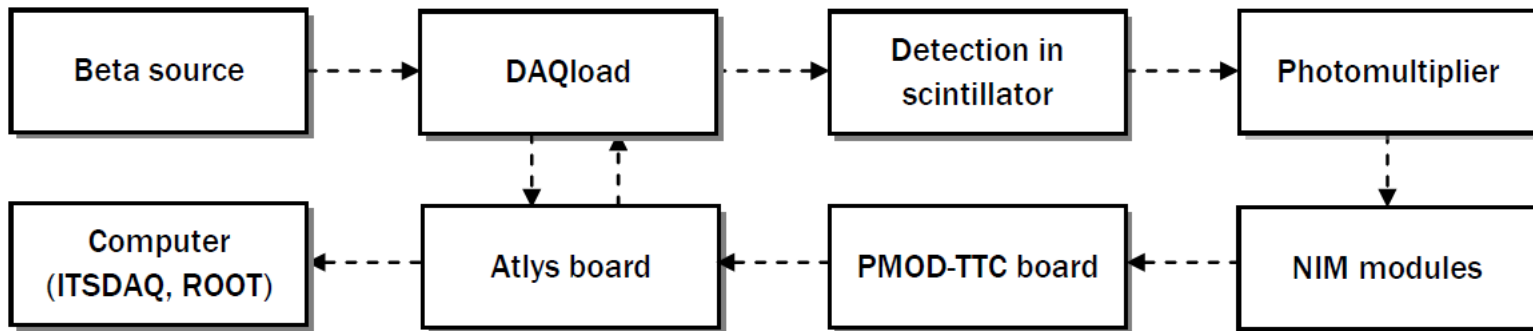 Beta source
DAQload
Detection in
scintillator
Photomultiplier
Computer
(ITSDAQ, ROOT)
Atlys board
PMOD-TTC board
NIM modules